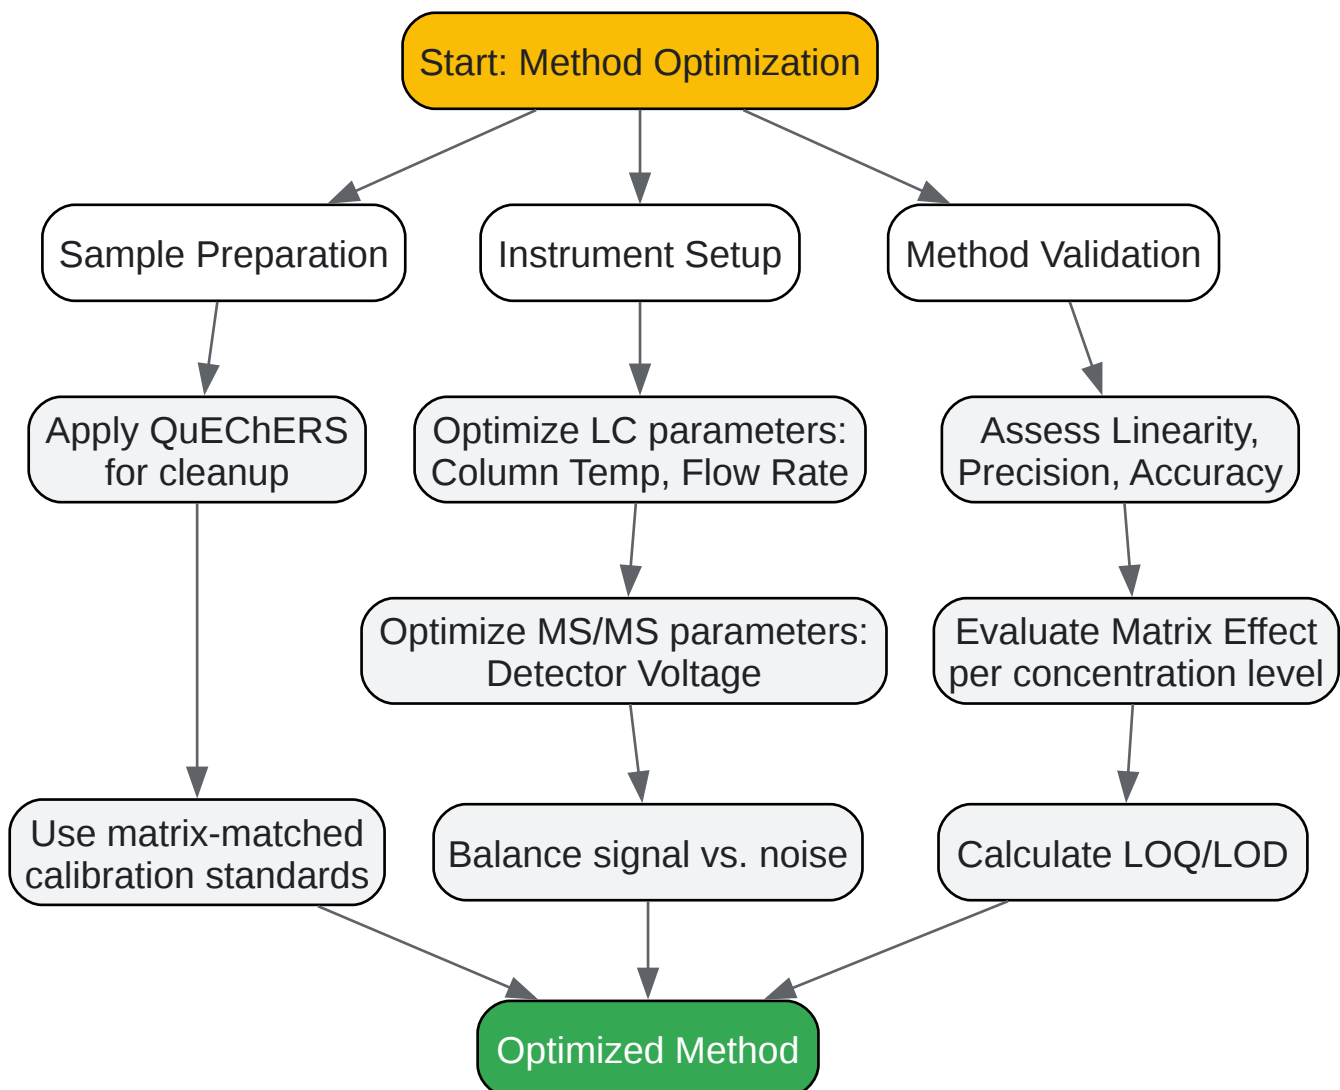 Start: Method Optimization
Sample Preparation
Instrument Setup
Method Validation
Apply QuEChERS
for cleanup
Optimize LC parameters:
Column Temp, Flow Rate
Assess Linearity,
Precision, Accuracy
Optimize MS/MS parameters:
Detector Voltage
Evaluate Matrix Effect
per concentration level
Use matrix-matched
calibration standards
Balance signal vs. noise
Calculate LOQ/LOD
Optimized Method